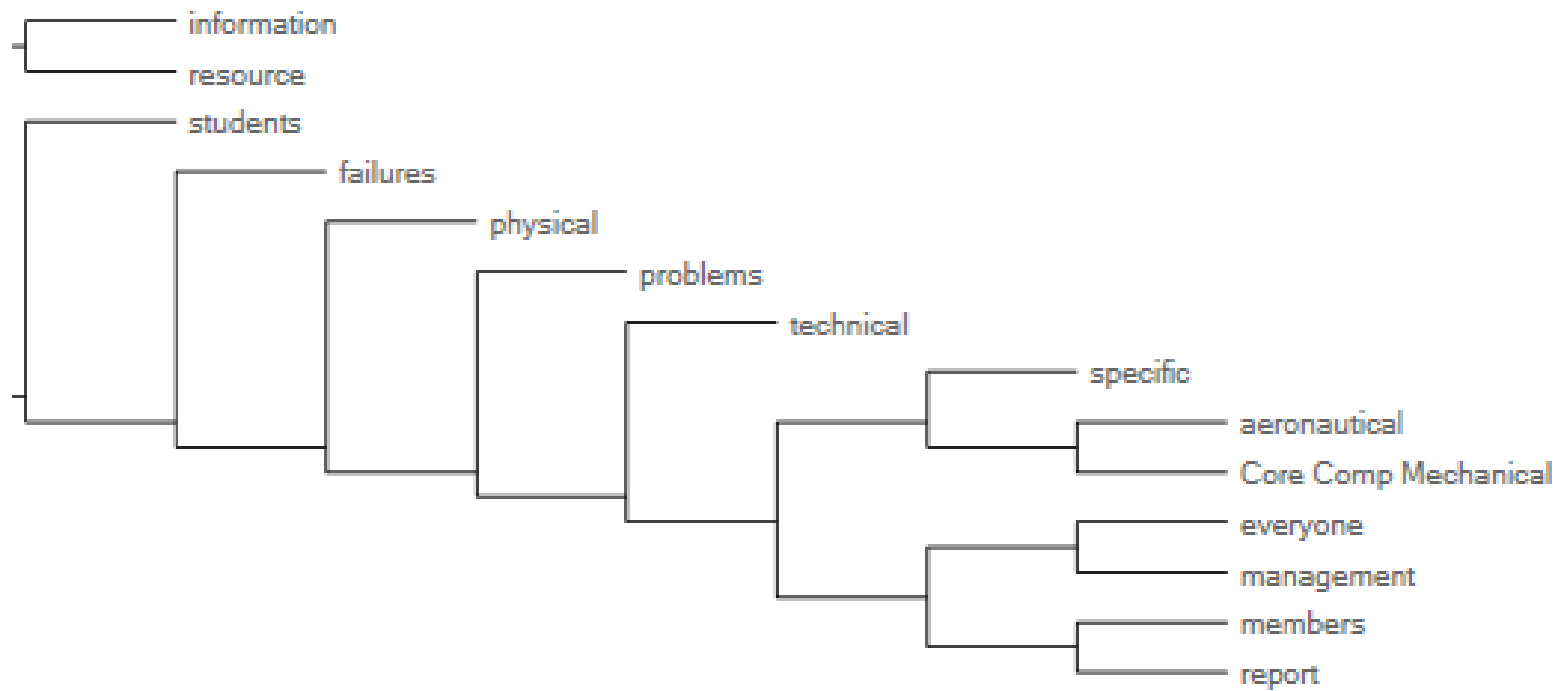 information
resource
students
failures
physical
problems
technical
specific
aeronautical
Core Comp Mechanical
everyone
management
members
report